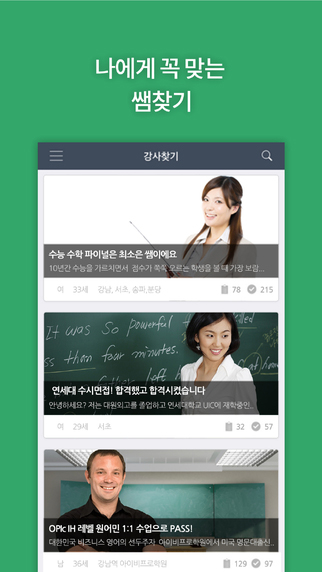 나에게 꼭 맞는
쌤찾기
강사찾기
수능 수학 파이널은 최소은 쌤이에요
10년간 수능을 가르치면서 점수가 쭉쭉 오르는 학생을 볼 때 가장 보람...
여 33세 강남, 서초, 송파,분당 78 215
It was so powerful
less than four minutes.
연세대 수시면접! 합격했고 합격시켰습니다
안녕하세요? 저는 대원외고를 졸업하고 연세대학교 UIC에 재학중인..
여 29세 서초 32 57
OPIc IH 레벨 원어민 1:1 수업으로 PASS!
대한민국 비즈니스 영어의 선두주자, 아이비프로학원에서 미국 명문대출신..
남 36세 강남역 아이비프로학원 129 97